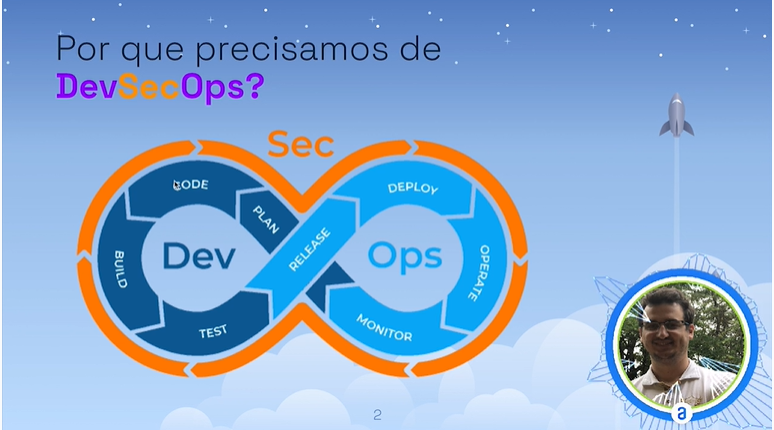 Por que precisamos de
DevSecOps?
Sec
CODE
PLAN
DEPLOY
Dev
RELEASE
Ops
BUILD
OPERATE
TEST
MONITOR
a
2